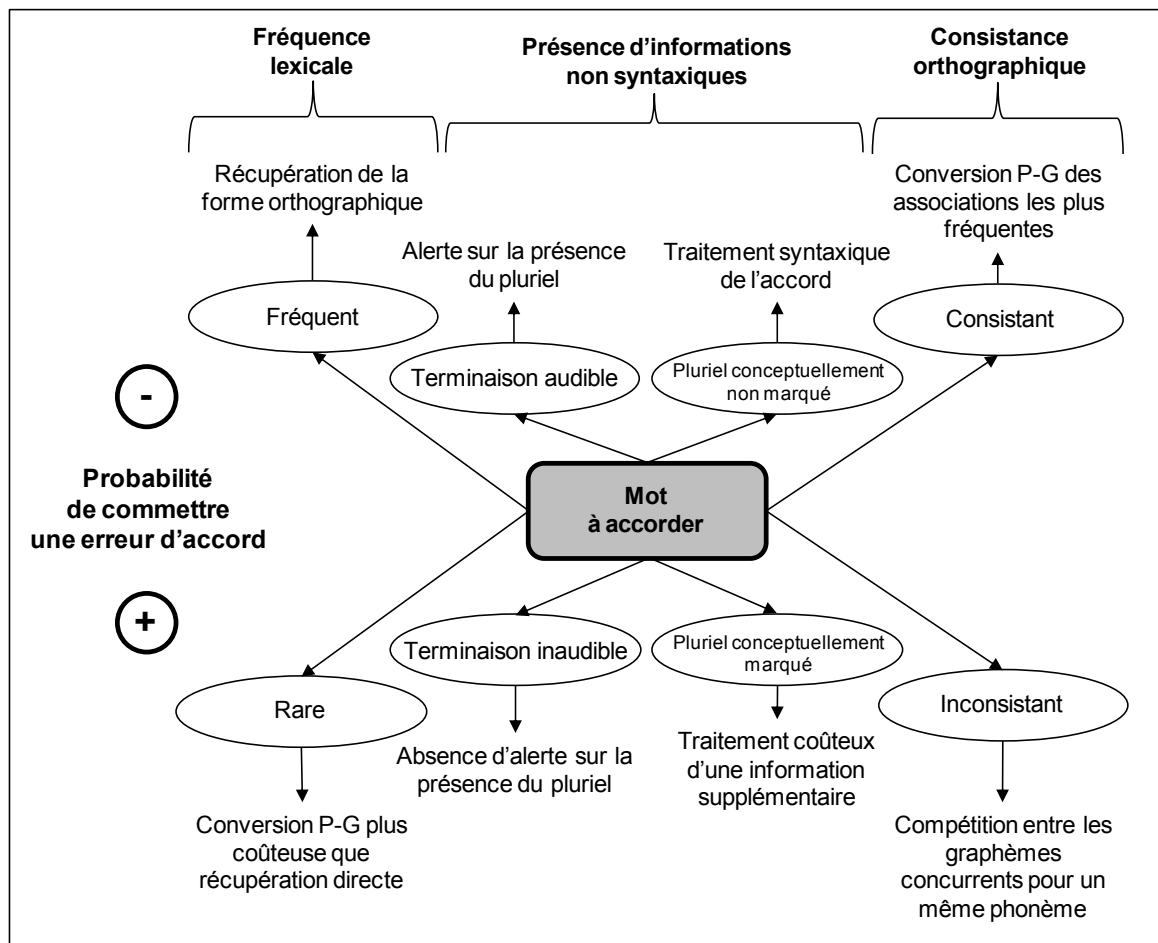 Fréquence
lexicale
Présence d'informations
non syntaxiques
Consistance
orthographique
Récupération de la
forme orthographique
Conversion P-G des
associations les plus
fréquentes
Alerte sur la présence
du pluriel
Traitement syntaxique
de l'accord
Fréquent
Consistant
Terminaison audible
Pluriel conceptuellement
non marqué
-
Probabilité
de commettre
une erreur d'accord
+
Mot
à accorder
Terminaison inaudible
Pluriel conceptuellement
marqué
Rare
Inconsistant
Absence d'alerte sur la
présence du pluriel
Traitement coûteux
d'une information
supplémentaire
Conversion P-G plus
coûteuse que
récupération directe
Compétition entre les
graphèmes
concurrents pour un
même phonème